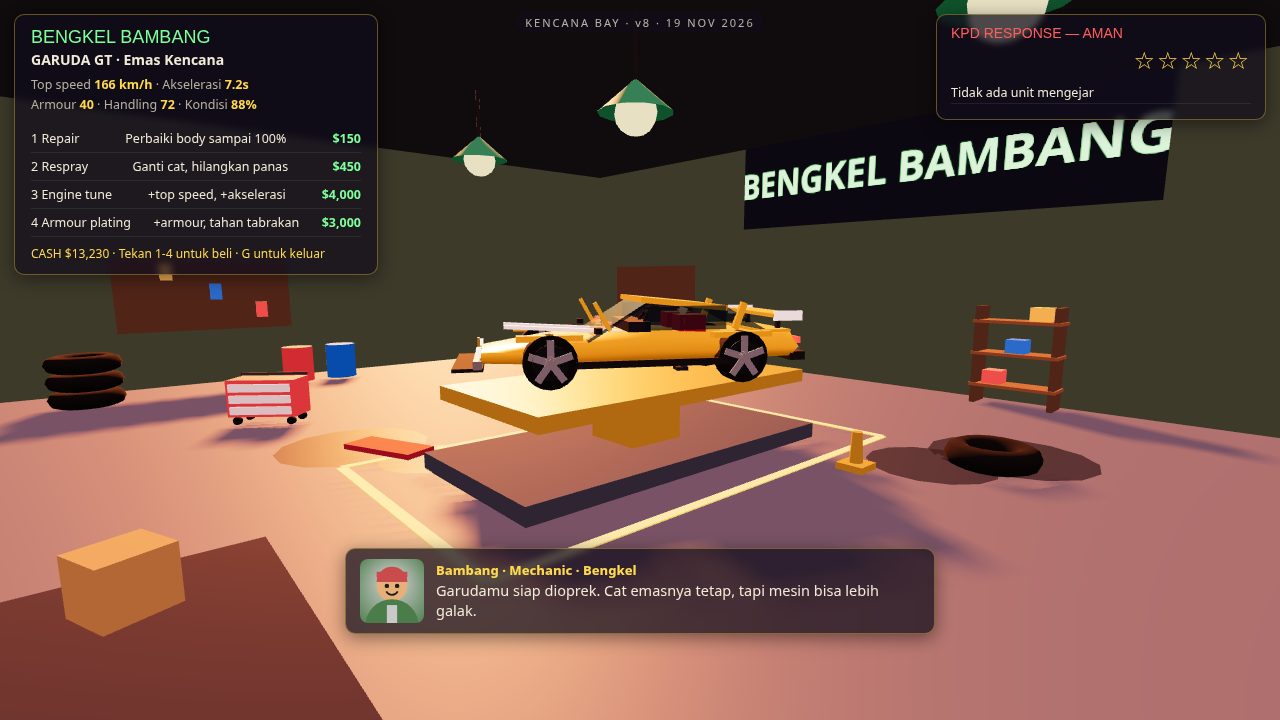 KENCANA BAY · v8 · 19 NOV 2026
BENGKEL BAMBANG
GARUDA GT · Emas Kencana
Top speed 166 km/h · Akselerasi 7.2s
Armour 40 · Handling 72 · Kondisi 88%
1 Repair Perbaiki body sampai 100% $150
2 Respray Ganti cat, hilangkan panas $450
3 Engine tune +top speed, +akselerasi $4,000
4 Armour plating +armour, tahan tabrakan $3,000
CASH $13,230 · Tekan 1-4 untuk beli · G untuk keluar
KPD RESPONSE — AMAN
☆☆☆☆☆
Tidak ada unit mengejar
BENGKEL BAMBANG
Bambang · Mechanic · Bengkel
Garudamu siap dioprek. Cat emasnya tetap, tapi mesin bisa lebih
galak.